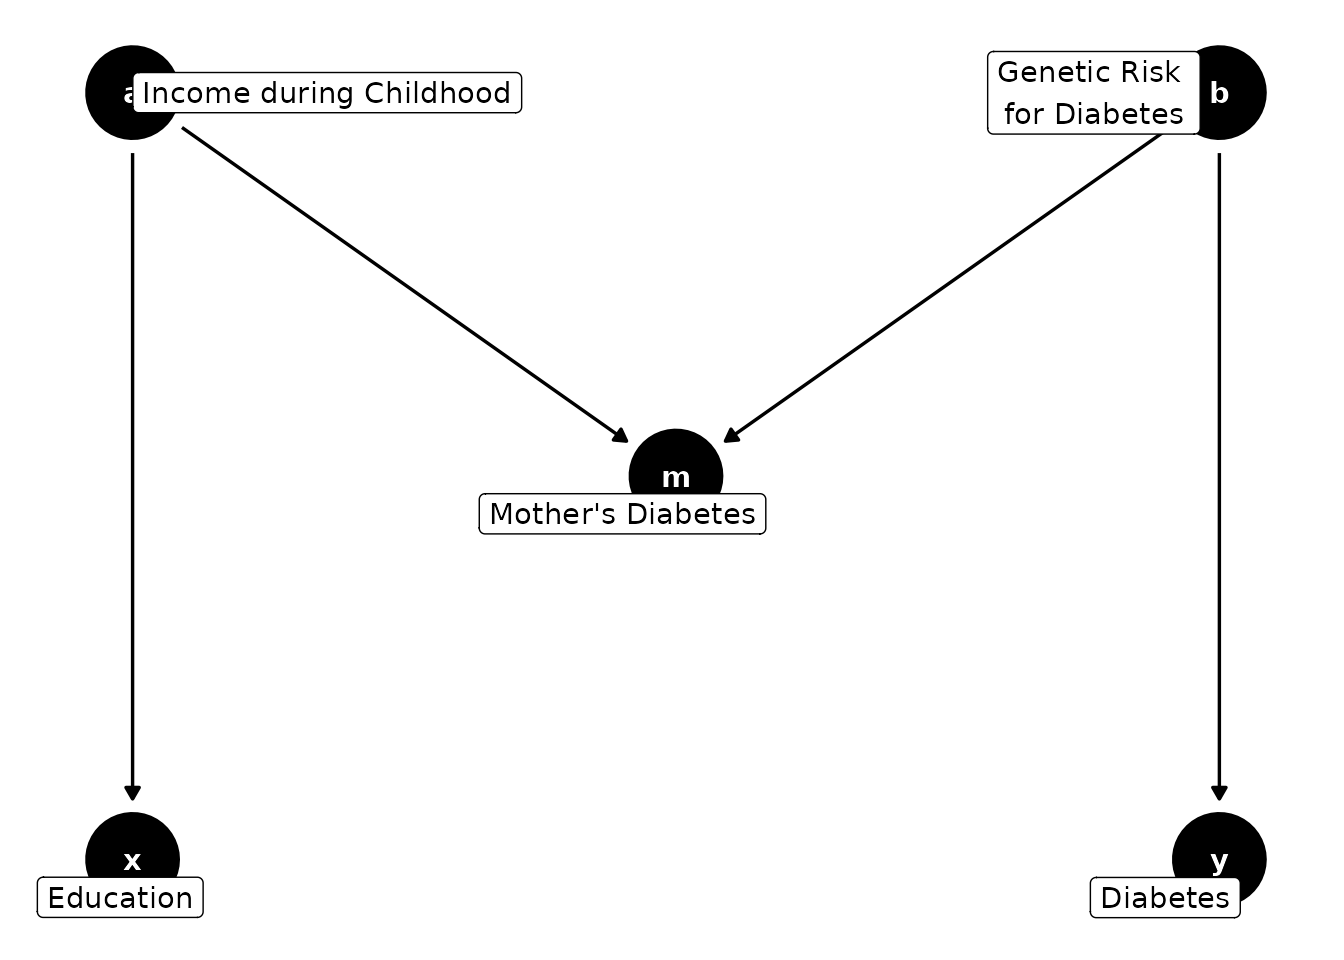 Income during Childhood
Genetic Risk
for Diabetes
b
m
Mother's Diabetes
x
Education
y
Diabetes